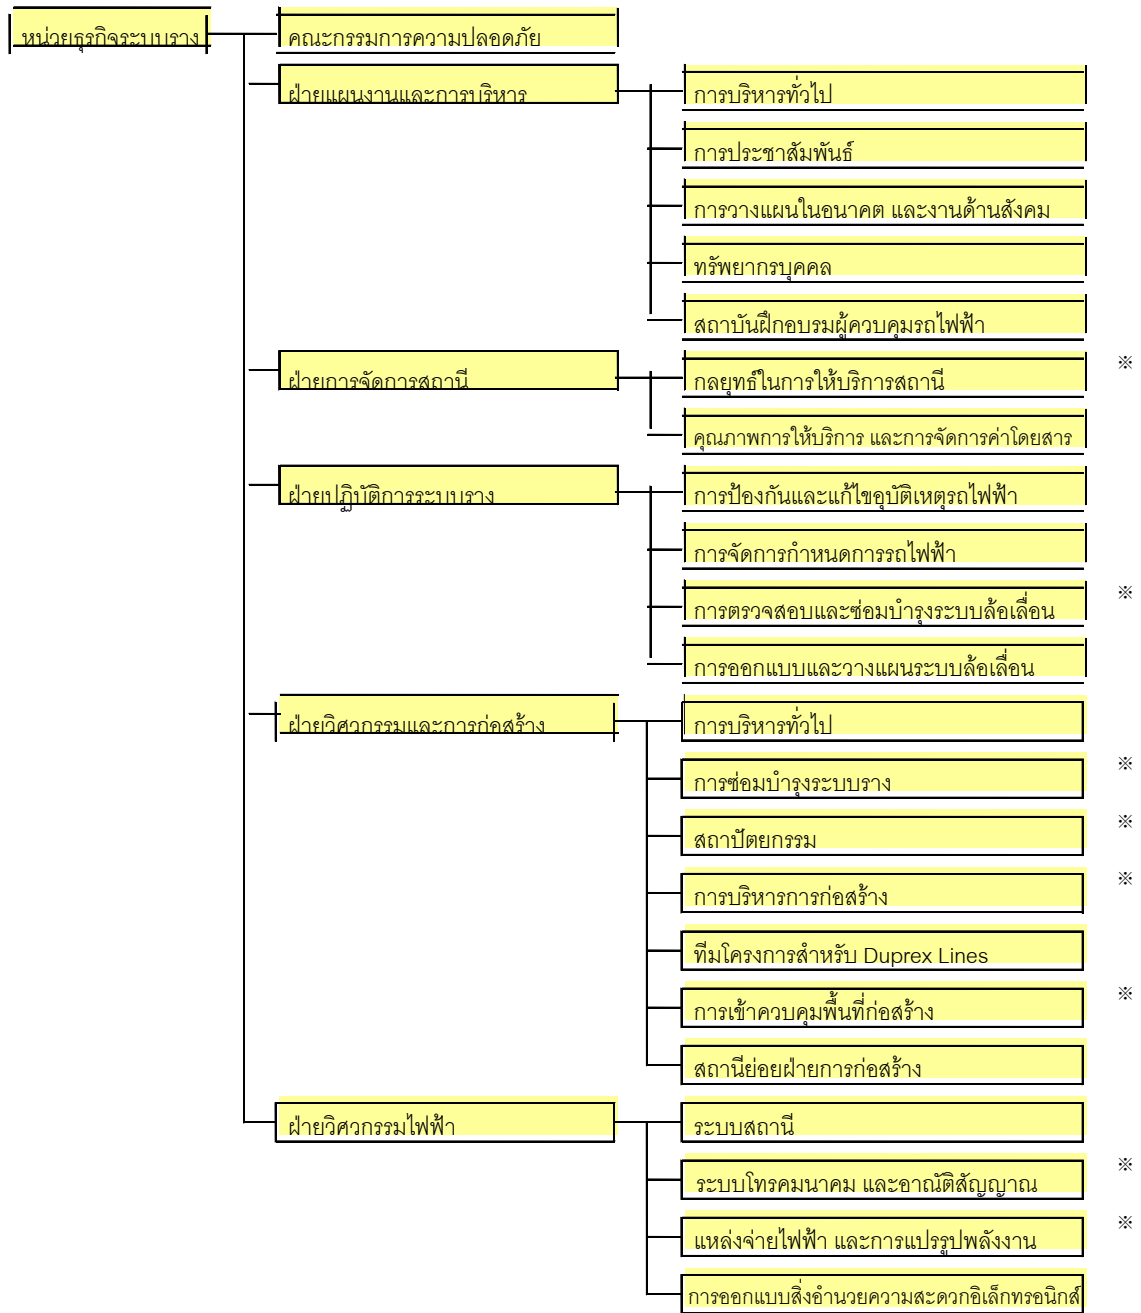 หน่วยธุรกิจระบบราง
คณะกรรมการความปลอดภัย
ฝ่ายแผนงานและการบริหาร
การบริหารทั่วไป
การประชาสัมพันธ์
การวางแผนในอนาคต และงานด้านสังคม
ทรัพยากรบุคคล
สถาบันฝึกอบรมผู้ควบคุมรถไฟฟ้า
ฝ่ายการจัดการสถานี
กลยุทธ์ในการให้บริการสถานี ※
คุณภาพการให้บริการ และการจัดการค่าโดยสาร
ฝ่ายปฏิบัติการระบบราง
การป้องกันและแก้ไขอุบัติเหตุรถไฟฟ้า
การจัดการกำหนดการรถไฟฟ้า
การตรวจสอบและซ่อมบำรุงระบบล้อเลื่อน ※
การออกแบบและวางแผนระบบล้อเลื่อน
ฝ่ายวิศวกรรมและการก่อสร้าง
การบริหารทั่วไป
การซ่อมบำรุงระบบราง ※
สถาปัตยกรรม ※
การบริหารการก่อสร้าง ※
ทีมโครงการสำหรับ Duprex Lines
การเข้าควบคุมพื้นที่ก่อสร้าง ※
สถานีย่อยฝ่ายการก่อสร้าง
ฝ่ายวิศวกรรมไฟฟ้า
ระบบสถานี
ระบบโทรคมนาคม และอาณัติสัญญาณ ※
แหล่งจ่ายไฟฟ้า และการแปรรูปพลังงาน ※
การออกแบบสิ่งอำนวยความสะดวกอิเล็กทรอนิกส์